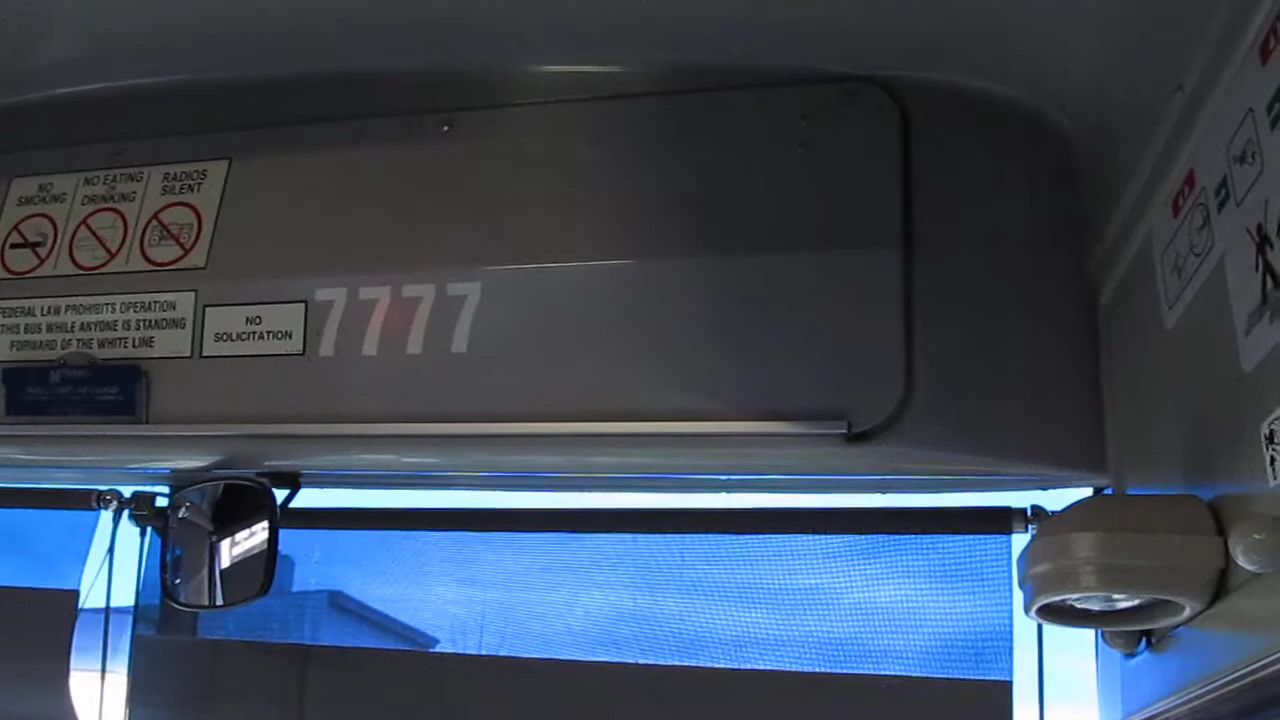 NO
SMOKING
NO EATING
OR
DRINKING
RADIOS
SILENT
FEDERAL LAW PROHIBITS OPERATION
THIS BUS WHILE ANYONE IS STANDING
FORWARD OF THE WHITE LINE
NO
SOLICITATION
7777